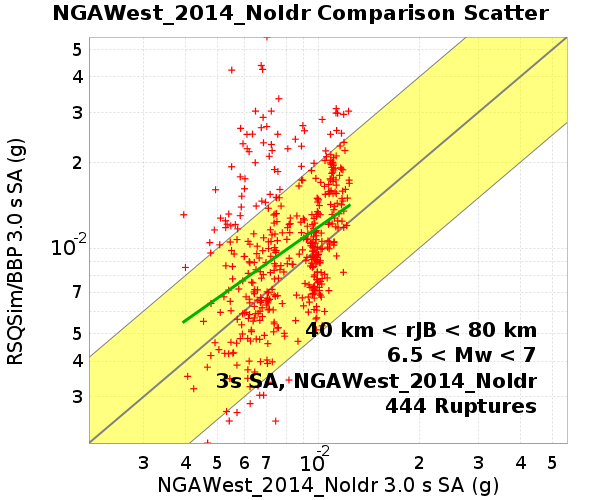 NGAWest_2014_NoIdr Comparison Scatter
RSQSim/BBP 3.0 s SA (g)
5
4
3
2
10-2
7
5
4
3
40 km < rJB < 80 km
6.5 < Mw < 7
3s SA, NGAWest_2014_NoIdr
444 Ruptures
3 4 5 6 7 10-2 2 3 4 5
NGAWest_2014_NoIdr 3.0 s SA (g)